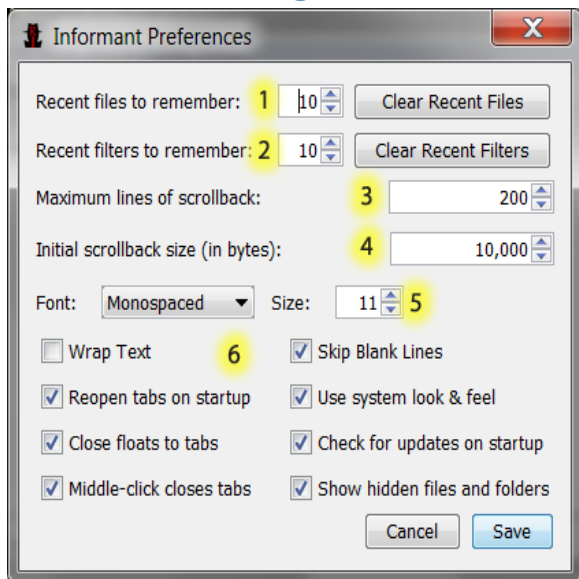 Informant Preferences
Recent files to remember: 1 10 Clear Recent Files
Recent filters to remember: 2 10 Clear Recent Filters
Maximum lines of scrollback: 3 200
Initial scrollback size (in bytes): 4 10,000
Font: Monospaced Size: 11 5
Wrap Text 6 Skip Blank Lines
Reopen tabs on startup Use system look & feel
Close floats to tabs Check for updates on startup
Middle-click closes tabs Show hidden files and folders
Cancel Save